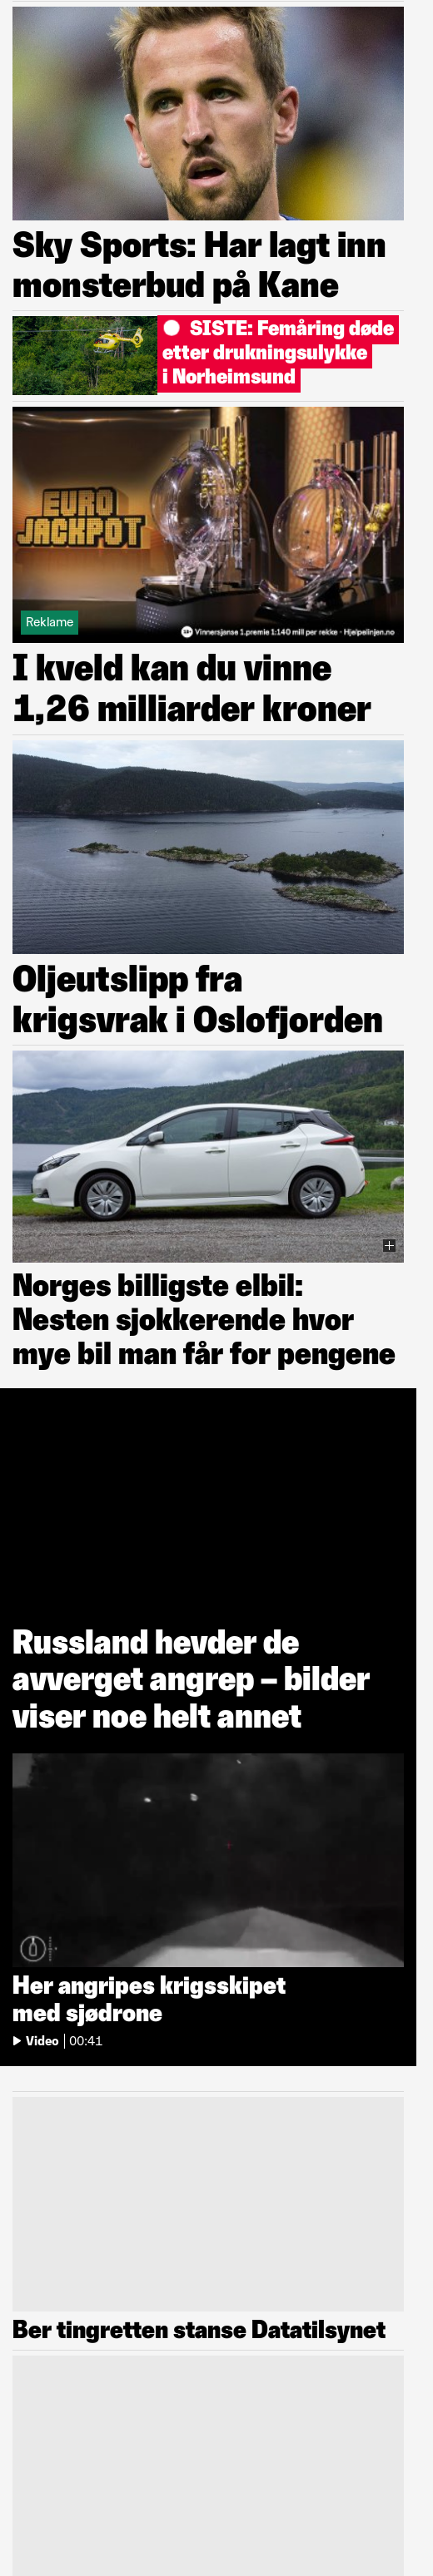 Sky Sports: Har lagt inn
monsterbud på Kane
SISTE: Femåring døde
etter drukningsulykke
i Norheimsund
EURO
JACKPOT
Reklame
18+ Vinnersjanse 1.premie 1:140 mill per rekke - Hjelpelinjen.no
I kveld kan du vinne
1,26 milliarder kroner
Oljeutslipp fra
krigsvrak i Oslofjorden
Norges billigste elbil:
Nesten sjokkerende hvor
mye bil man får for pengene
Russland hevder de
avverget angrep – bilder
viser noe helt annet
Her angripes krigsskipet
med sjødrone
Video | 00:41
Ber tingretten stanse Datatilsynet